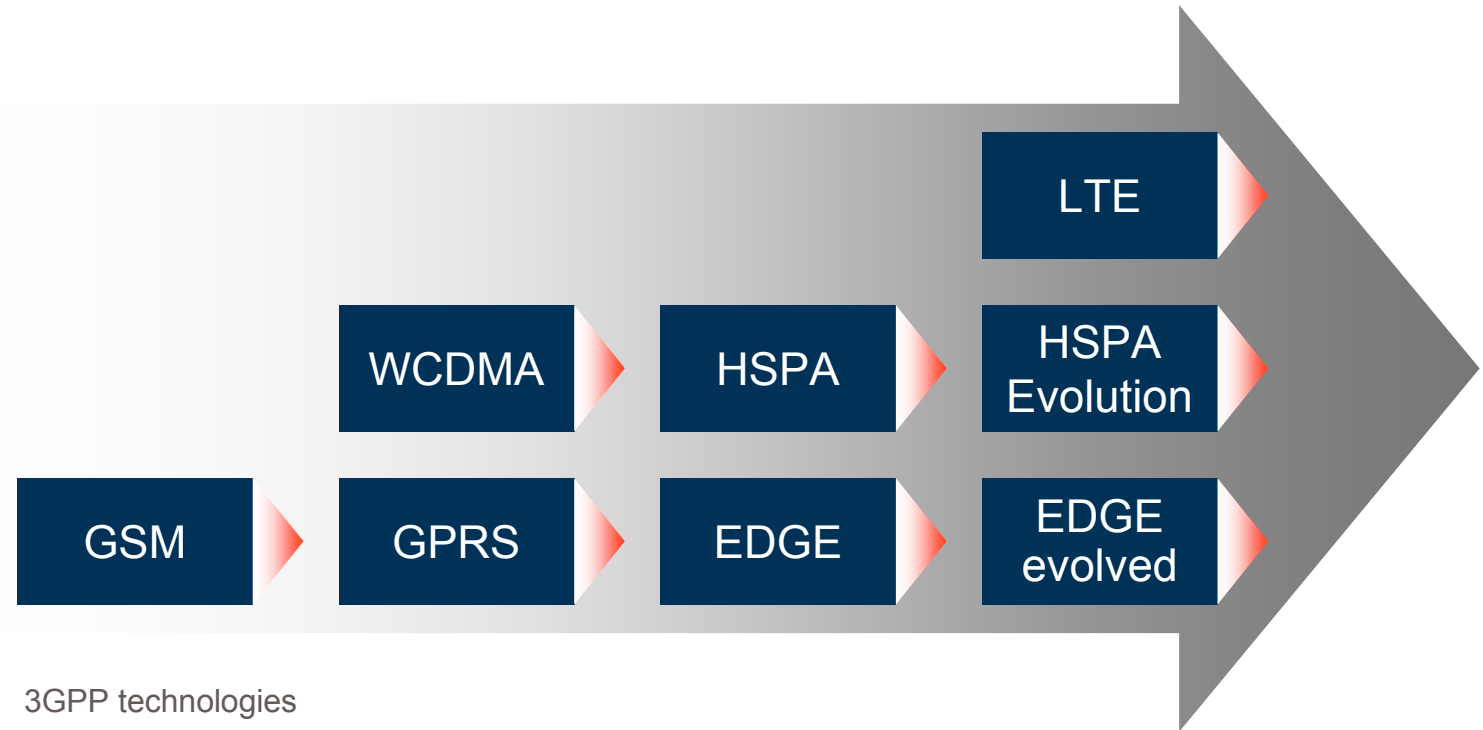 LTE
WCDMA
HSPA
HSPA
Evolution
GSM
GPRS
EDGE
EDGE
evolved
3GPP technologies